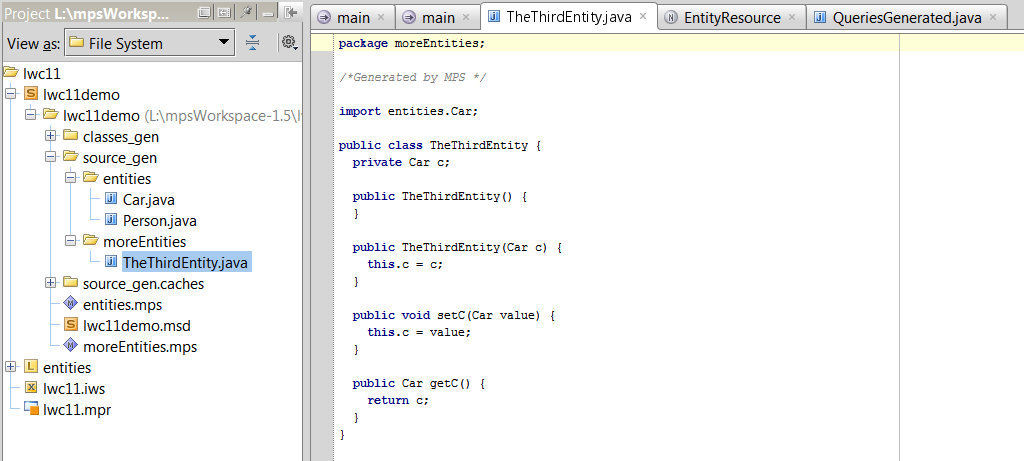 Project L:\mpsWorksp...
View as: File System
lwc11
lwc11demo
lwc11demo (L:\mpsWorkspace-1.5\l
classes_gen
source_gen
entities
Car.java
Person.java
moreEntities
TheThirdEntity.java
source_gen.caches
entities.mps
lwc11demo.msd
moreEntities.mps
entities
lwc11.iws
lwc11.mpr
main × main × TheThirdEntity.java × EntityResource × QueriesGenerated.java ×
package moreEntities;
/*Generated by MPS */
import entities.Car;
public class TheThirdEntity {
private Car c;
public TheThirdEntity() {
}
public TheThirdEntity(Car c) {
this.c = c;
}
public void setC(Car value) {
this.c = value;
}
public Car getC() {
return c;
}
}